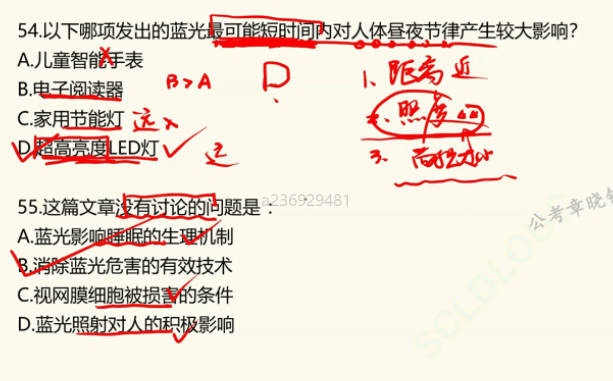 54.以下哪项发出的蓝光最可能短时间内对人体昼夜节律产生较大影响?
A.儿童智能手表
B.电子阅读器
B>A
D
1、距离 近
C.家用节能灯
远
照度
D.超高亮度LED灯
远
3、
55.这篇文章没有讨论的问题是:
a236929481
A.蓝光影响睡眠的生理机制
B.消除蓝光危害的有效技术
C.视网膜细胞被损害的条件
D.蓝光照射对人的积极影响
公考章晓
SCLDLOG